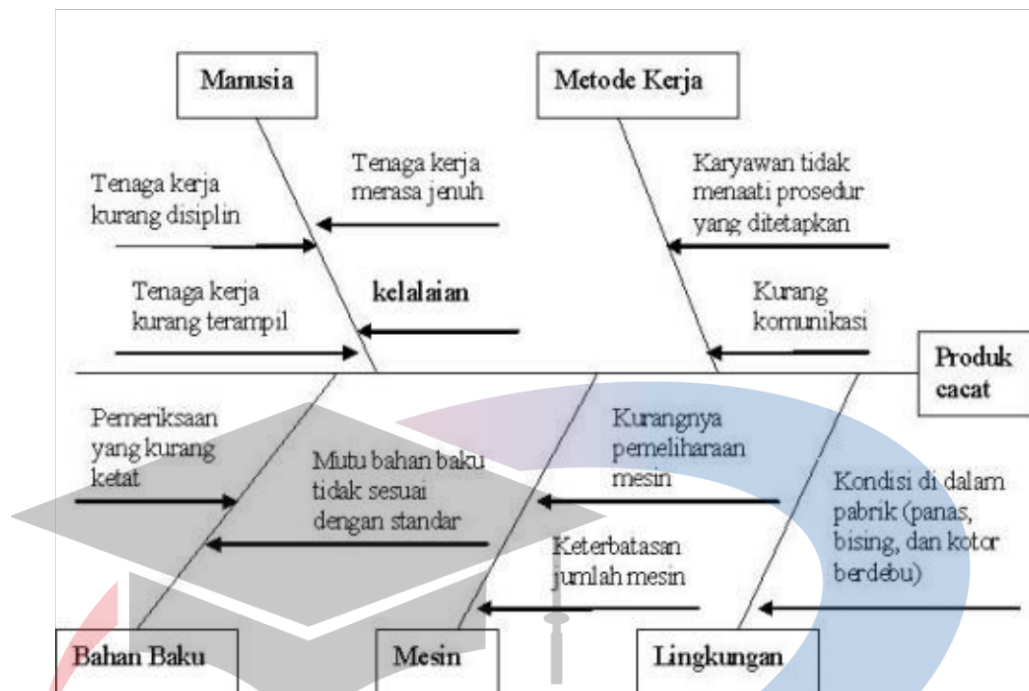 Manusia
Metode Kerja
Tenaga kerja
kurang disiplin
Tenaga kerja
merasa jenuh
Karyawan tidak
menaati prosedur
yang ditetapkan
Tenaga kerja
kurang terampil
kelalaian
Kurang
komunikasi
Produk
cacat
Pemeriksaan
yang kurang
ketat
Mutu bahan baku
tidak sesuai
dengan standar
Kurangnya
pemeliharaan
mesin
Keterbatasan
jumlah mesin
Kondisi di dalam
pabrik (panas,
bising, dan kotor
berdebu)
Bahan Baku
Mesin
Lingkungan